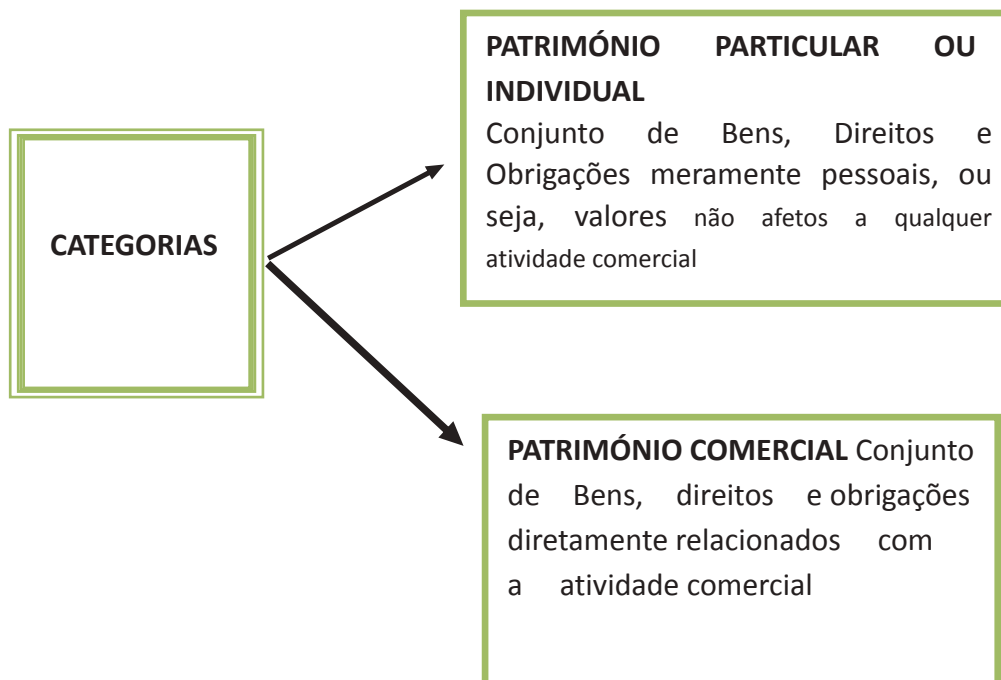 CATEGORIAS
PATRIMÓNIO PARTICULAR OU
INDIVIDUAL
Conjunto de Bens, Direitos e
Obrigações meramente pessoais, ou
seja, valores não afetos a qualquer
atividade comercial
PATRIMÓNIO COMERCIAL Conjunto
de Bens, direitos e obrigações
diretamente relacionados com
a atividade comercial